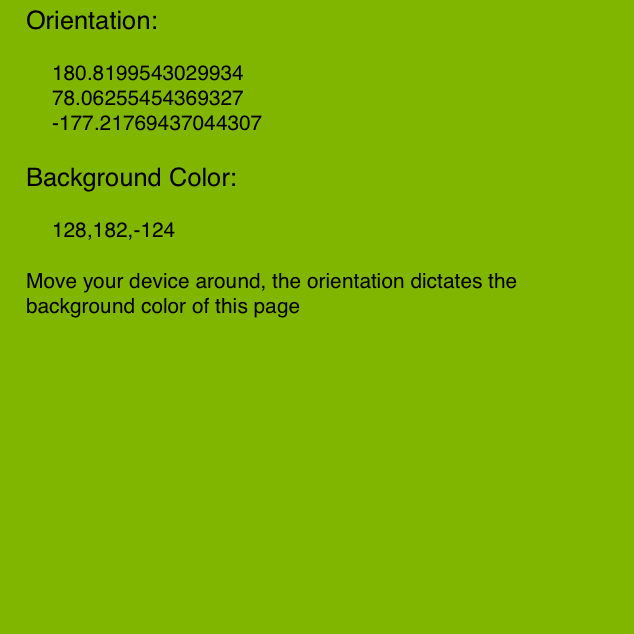 Orientation:
180.8199543029934
78.06255454369327
-177.21769437044307
Background Color:
128,182,-124
Move your device around, the orientation dictates the
background color of this page